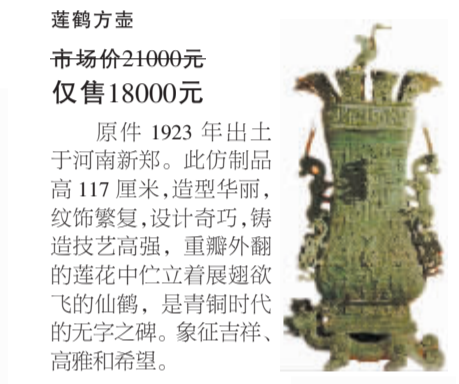 莲鹤方壶
市场价21000元
仅售18000元
原件 1923 年出土
于河南新郑。此仿制品
高 117 厘米，造型华丽，
纹饰繁复，设计奇巧，铸
造技艺高强，重瓣外翻
的莲花中伫立着展翅欲
飞的仙鹤，是青铜时代
的无字之碑。象征吉祥、
高雅和希望。